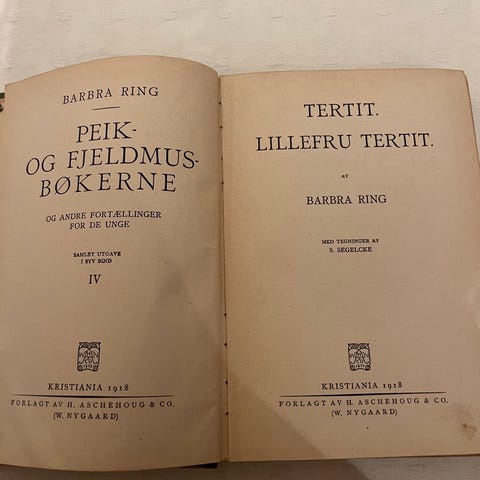 BARBRA RING
PEIK-
OG FJELDMUS-
BØKERNE
OG ANDRE FORTÆLLINGER
FOR DE UNGE
SAMLET UTGAVE
I SYV BIND
IV
KRISTIANIA 1918
FORLAGT AV H. ASCHEHOUG & CO.
(W. NYGAARD)
TERTIT.
LILLEFRU TERTIT.
AV
BARBRA RING
MED TEGNINGER AV
S. SEGELCKE
KRISTIANIA 1918
FORLAGT AV H. ASCHEHOUG & CO.
(W. NYGAARD)